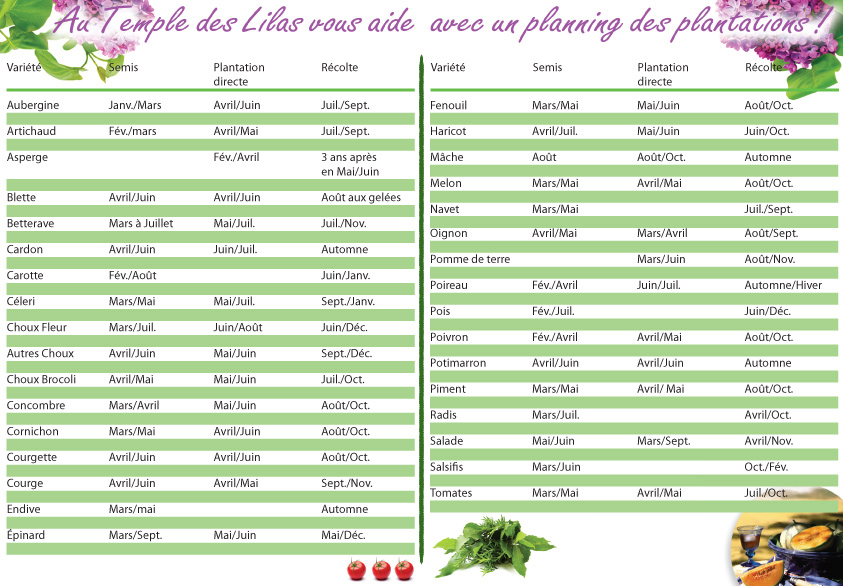 Au Temple des Lilas vous aide avec un planning des plantations !
Variété Semis Plantation directe Récolte
Aubergine Janv./Mars Avril/Juin Juil./Sept.
Artichaud Fév./mars Avril/Mai Juil./Sept.
Asperge Fév./Avril 3 ans après
en Mai/Juin
Blette Avril/Juin Avril/Juin Août aux gelées
Betterave Mars à Juillet Mai/Juil. Juil./Nov.
Cardon Avril/Juin Juin/Juil. Automne
Carotte Fév./Août Juin/Janv.
Céleri Mars/Mai Mai/Juil. Sept./Janv.
Choux Fleur Mars/Juil. Juin/Août Juin/Déc.
Autres Choux Avril/Juin Mai/Juin Sept./Déc.
Choux Brocoli Avril/Mai Mai/Juin Juil./Oct.
Concombre Mars/Avril Mai/Juin Août/Oct.
Cornichon Mars/Mai Avril/Juin Août/Oct.
Courgette Avril/Juin Avril/Juin Août/Oct.
Courge Avril/Juin Avril/Mai Sept./Nov.
Endive Mars/mai Automne
Épinard Mars/Sept. Mai/Juin Mai/Déc.
Variété Semis Plantation directe Récolte
Fenouil Mars/Mai Mai/Juin Août/Oct.
Haricot Avril/Juil. Mai/Juin Juin/Oct.
Mâche Août Août/Oct. Automne
Melon Mars/Mai Avril/Mai Août/Oct.
Navet Mars/Mai Juil./Sept.
Oignon Avril/Mai Mars/Avril Août/Sept.
Pomme de terre Mars/Juin Août/Nov.
Poireau Fév./Avril Juin/Juil. Automne/Hiver
Pois Fév./Juil. Juin/Déc.
Poivron Fév./Avril Avril/Mai Août/Oct.
Potimarron Avril/Juin Avril/Juin Automne
Piment Mars/Mai Avril/ Mai Août/Oct.
Radis Mars/Juil. Avril/Oct.
Salade Mai/Juin Mars/Sept. Avril/Nov.
Salsifis Mars/Juin Oct./Fév.
Tomates Mars/Mai Avril/Mai Juil./Oct.